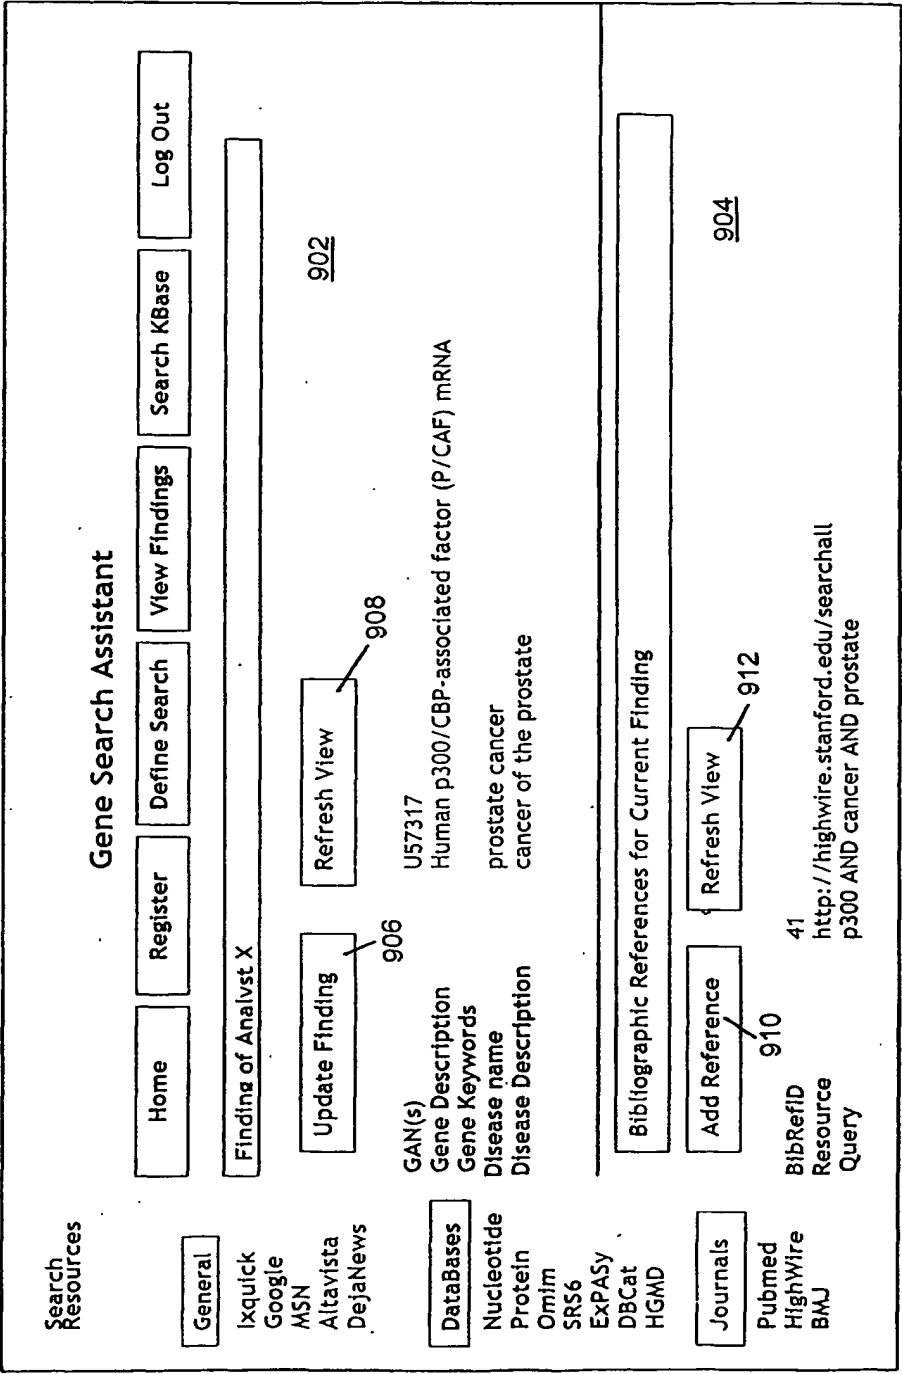 Search
Resources
Gene Search Assistant
Home
Register
Define Search
View Findings
Search KBase
Log Out
General
Ixquick
Google
MSN
Altavista
DejaNews
DataBases
Nucleotide
Protein
Omim
SRS6
ExPASy
DBCat
HGMD
Journals
Pubmed
HighWire
BMJ
Finding of Analyst X
902
Update Finding
906
Refresh View
908
GAN(s) U57317
Gene Description Human p300/CBP-associated factor (P/CAF) mRNA
Gene Keywords
Disease name prostate cancer
Disease Description cancer of the prostate
Bibliographic References for Current Finding
904
Add Reference
910
Refresh View
912
BibRefID 41
Resource http://highwire.stanford.edu/searchall
Query p300 AND cancer AND prostate